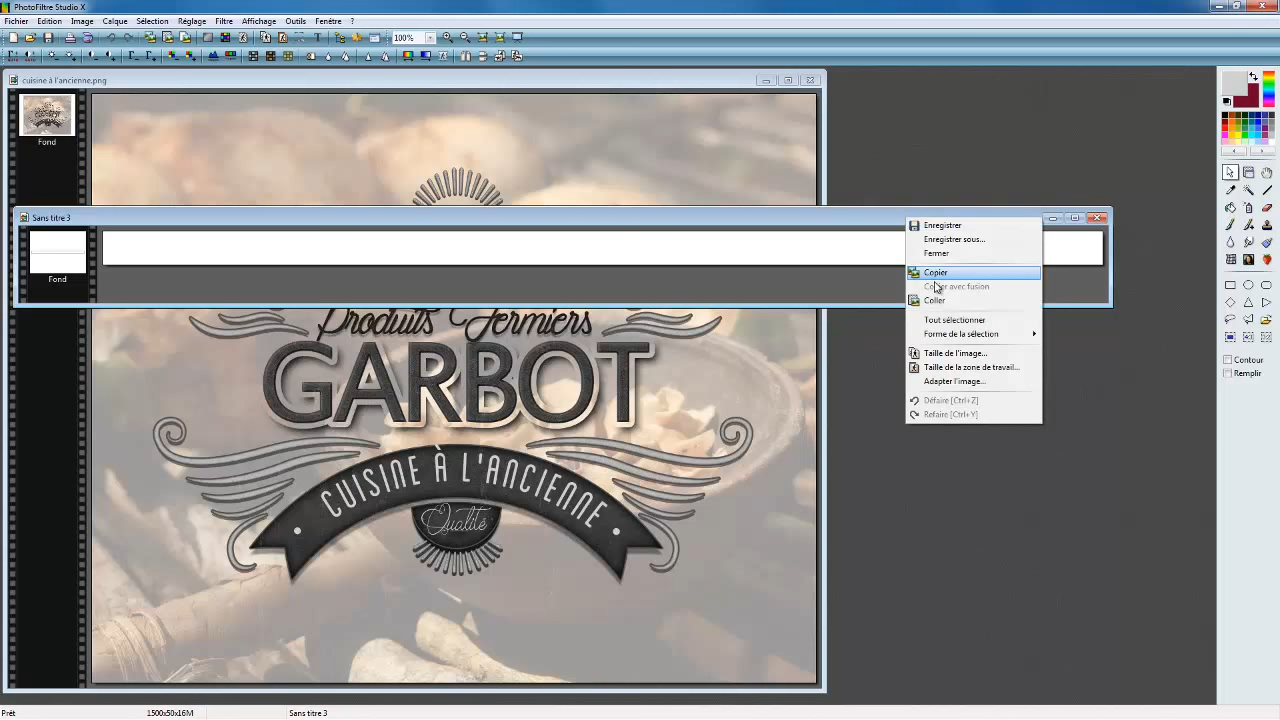 PhotoFiltre Studio X
Fichier Edition Image Calque Sélection Réglage Filtre Affichage Outils Fenêtre ?
100%
cuisine à l'ancienne.png
Fond
Sans titre 3
Fond
Enregistrer
Enregistrer sous...
Fermer
Copier
Copier avec fusion
Coller
Tout sélectionner
Forme de la sélection
Taille de l'image...
Taille de la zone de travail...
Adapter l'image...
Défaire [Ctrl+Z]
Refaire [Ctrl+Y]
Produits Fermiers
GARBOT
CUISINE À L'ANCIENNE
Qualité
Contour
Remplir
Prêt 1500x50x16M Sans titre 3